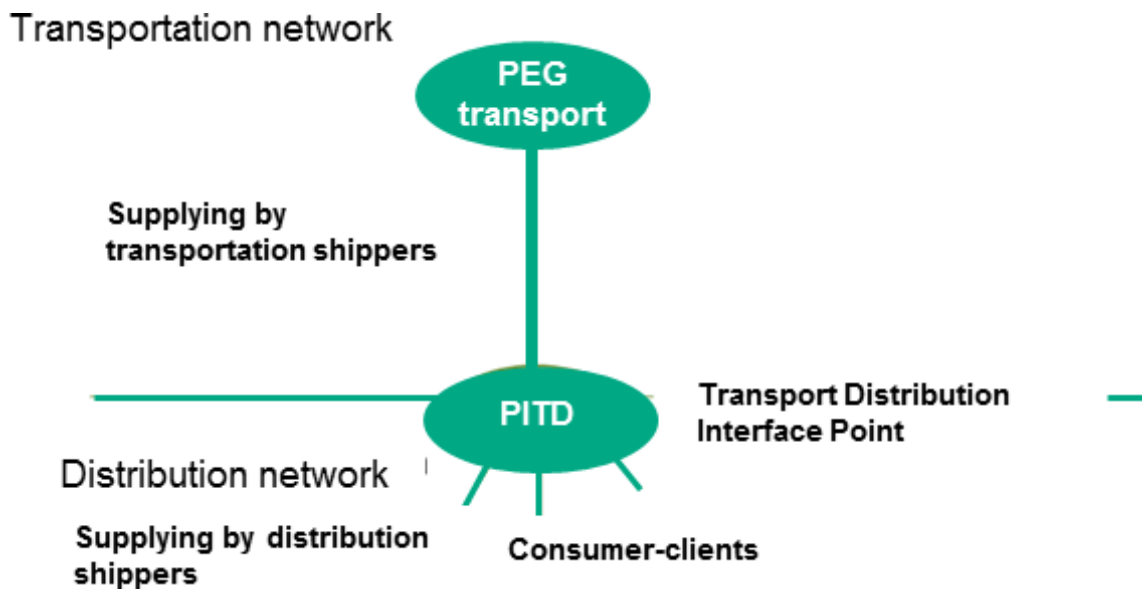 Transportation network
PEG
transport
Supplying by
transportation shippers
PITD
Transport Distribution
Interface Point
Distribution network
Supplying by distribution
shippers
Consumer-clients